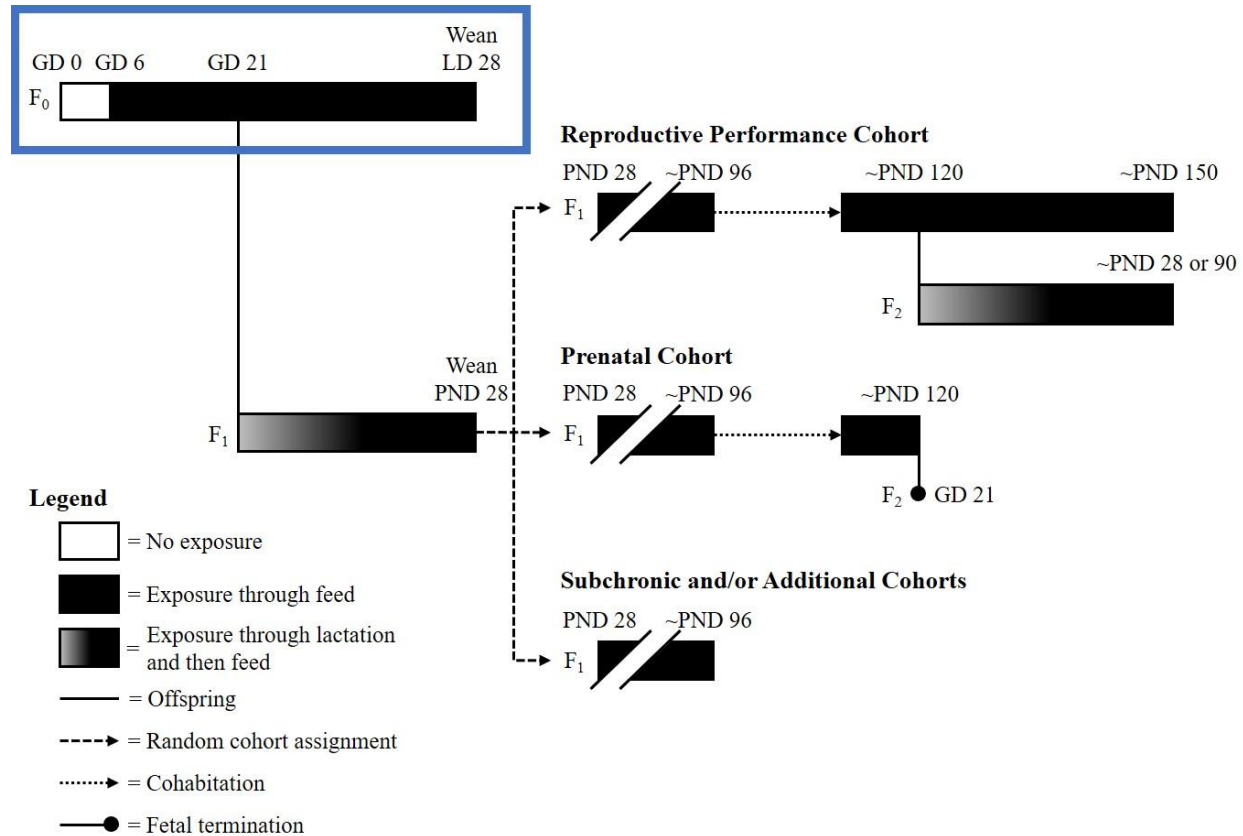 Wean
GD 0 GD 6 GD 21 LD 28
F₀
Reproductive Performance Cohort
PND 28 ~PND 96 ~PND 120 ~PND 150
F₁
~PND 28 or 90
F₂
Prenatal Cohort
Wean
PND 28
PND 28 ~PND 96 ~PND 120
F₁
F₁
F₂ GD 21
Legend
= No exposure
= Exposure through feed
= Exposure through lactation
and then feed
= Offspring
= Random cohort assignment
= Cohabitation
= Fetal termination
Subchronic and/or Additional Cohorts
PND 28 ~PND 96
F₁